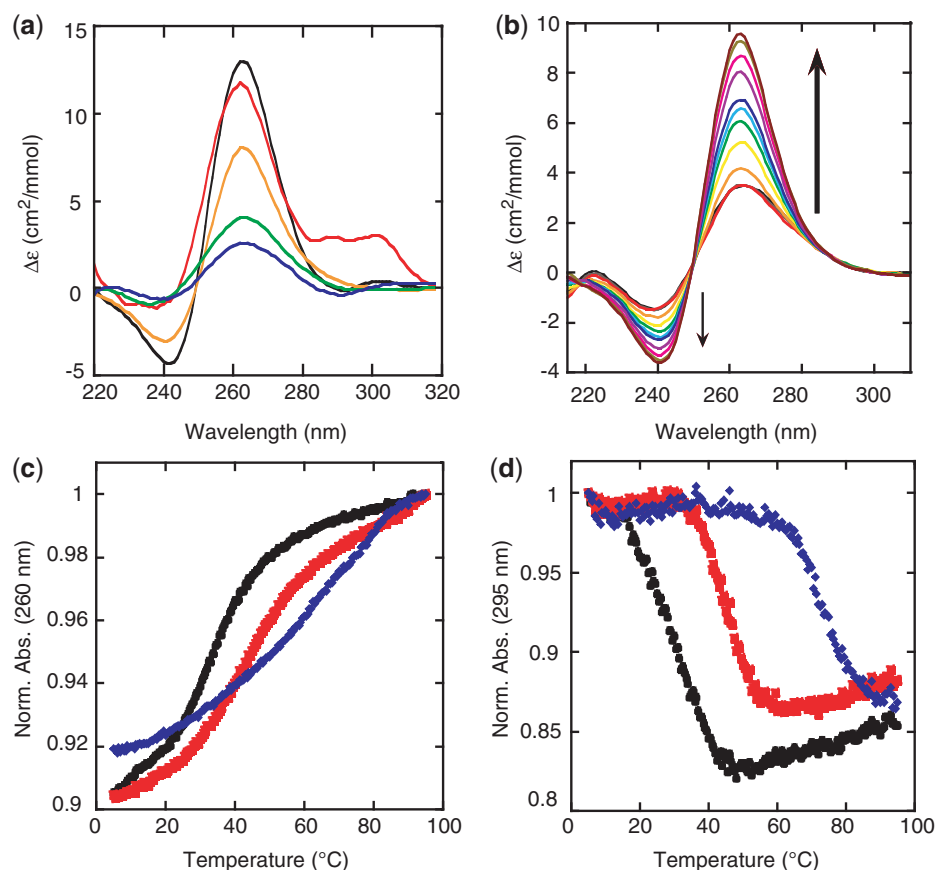 (a)
15
10
5
0
-5
220 240 260 280 300 320
Δε (cm²/mmol)
Wavelength (nm)
(b)
10
8
6
4
2
0
-2
-4
220 240 260 280 300
Δε (cm²/mmol)
Wavelength (nm)
(c)
1
0.98
0.96
0.94
0.92
0.9
0 20 40 60 80 100
Norm. Abs. (260 nm)
Temperature (°C)
(d)
1
0.95
0.9
0.85
0.8
0 20 40 60 80 100
Norm. Abs. (295 nm)
Temperature (°C)